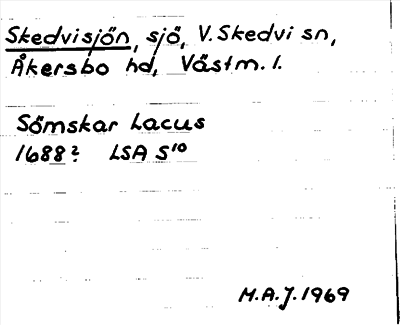 Skedvisjön, sjö, V. Skedvi sn,
Åkersbo hd, Västm. l.
Sömskar Lacus
1688? LSA S¹⁰
M.A.J. 1969